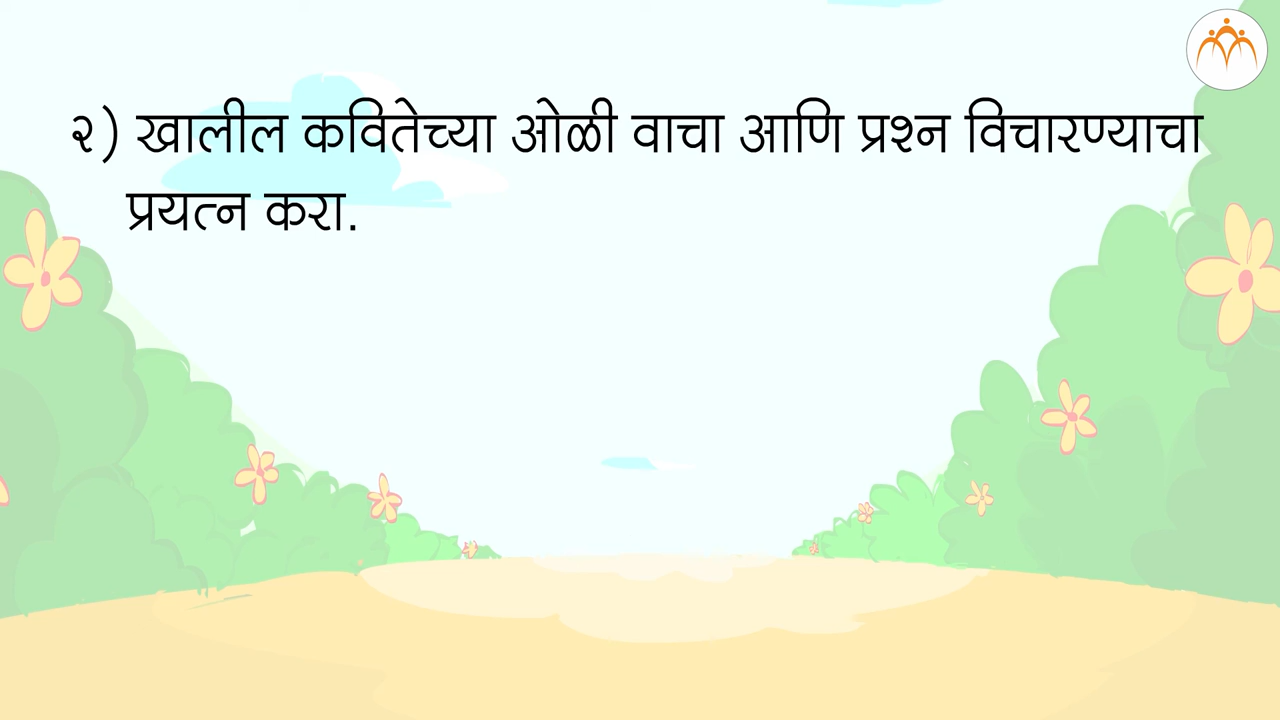 २) खालील कवितेच्या ओळी वाचा आणि प्रश्न विचारण्याचा
प्रयत्न करा.